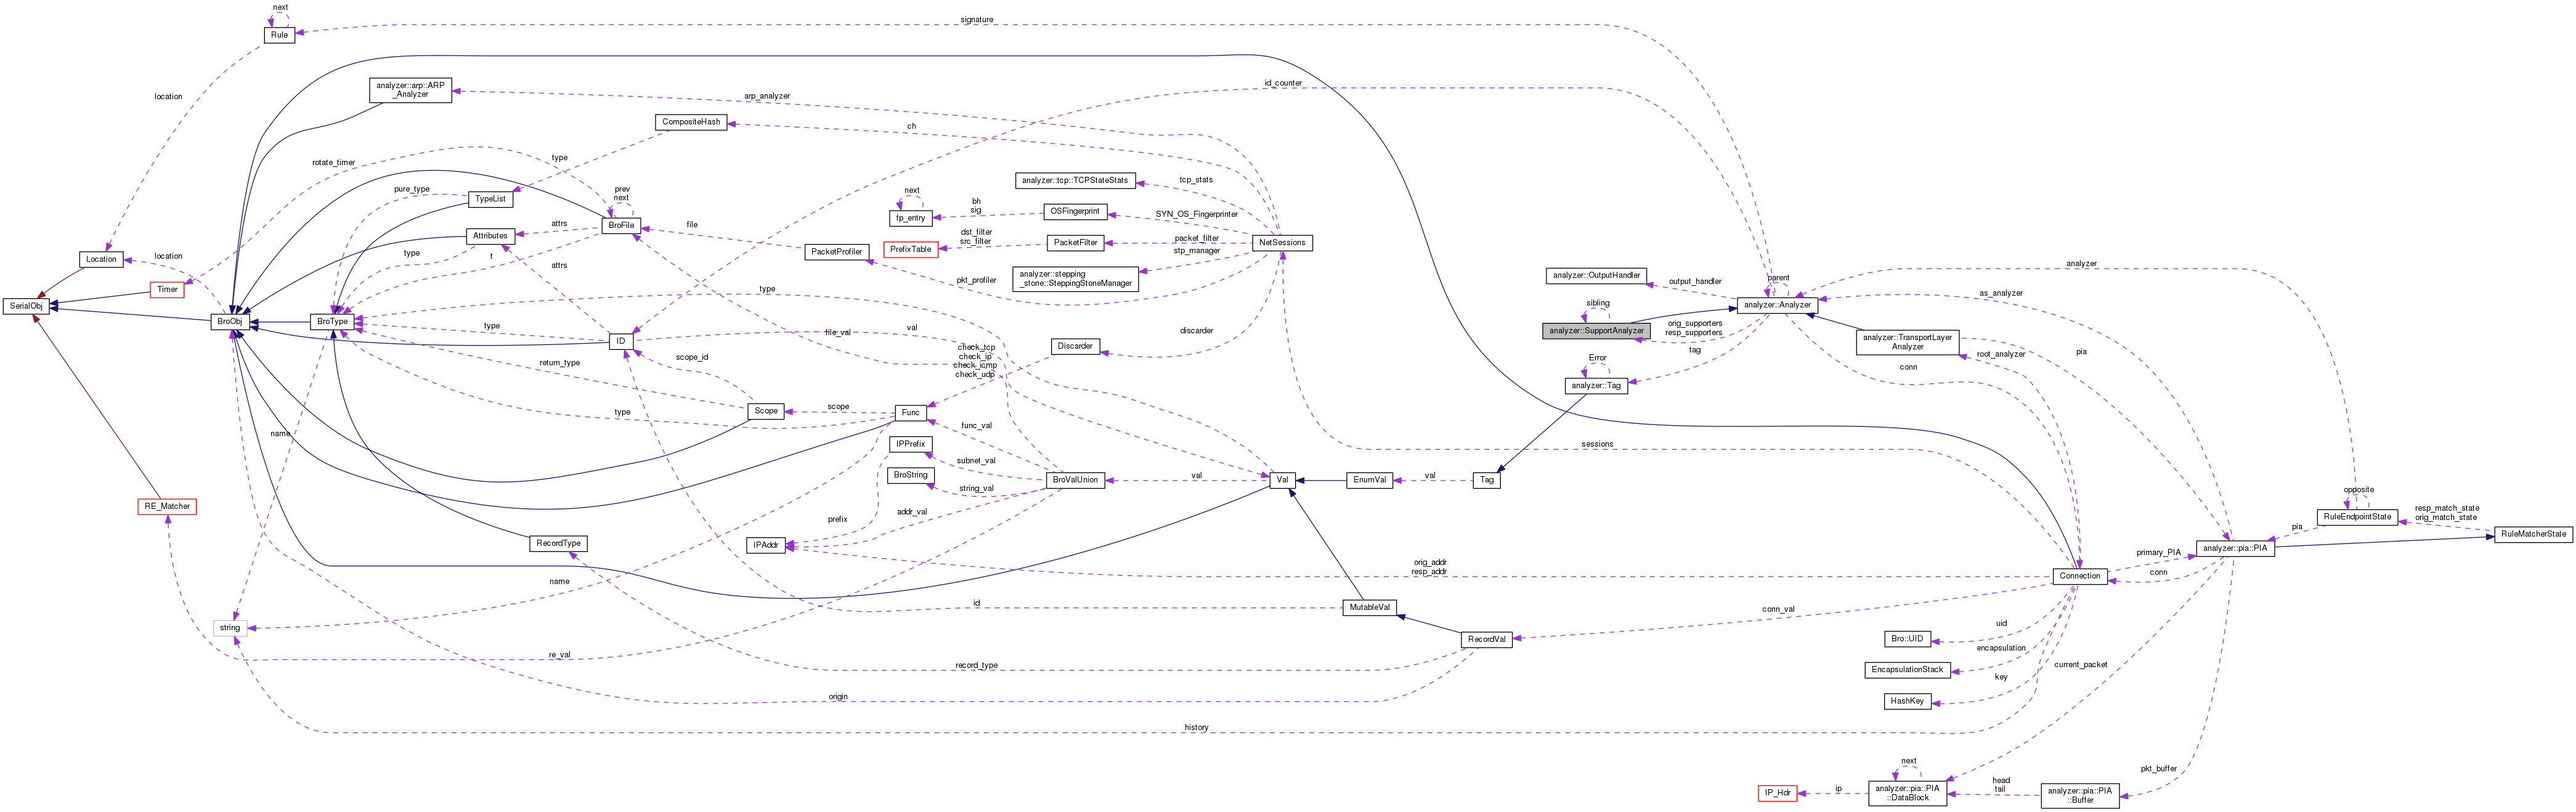 next
Rule
signature
analyzer::arp::ARP
_Analyzer
location
arp_analyzer
id_counter
CompositeHash
ch
rotate_timer
type
pure_type
TypeList
prev
next
BroFile
analyzer::tcp::TCPStateStats
tcp_stats
next
fp_entry
bh
sig
OSFingerprint
SYN_OS_Fingerprinter
Attributes
attrs
file
PacketProfiler
PrefixTable
dst_filter
src_filter
PacketFilter
packet_filter
NetSessions
stp_manager
Location
location
type
t
attrs
pkt_profiler
analyzer::stepping
_stone::SteppingStoneManager
analyzer::OutputHandler
output_handler
parent
analyzer::Analyzer
analyzer
as_analyzer
Timer
type
SerialObj
BroObj
BroType
type
ID
file_val
val
discarder
sibling
analyzer::SupportAnalyzer
orig_supporters
resp_supporters
analyzer::TransportLayer
Analyzer
return_type
scope_id
check_tcp
check_ip
check_icmp
check_udp
Discarder
tag
root_analyzer
pia
conn
Error
analyzer::Tag
type
Scope
scope
Func
name
func_val
sessions
IPPrefix
subnet_val
BroString
string_val
BroValUnion
val
Val
EnumVal
val
Tag
opposite
RuleEndpointState
resp_match_state
orig_match_state
RuleMatcherState
pia
RE_Matcher
prefix
addr_val
RecordType
IPAddr
analyzer::pia::PIA
primary_PIA
conn
Connection
name
orig_addr
resp_addr
id
MutableVal
conn_val
string
RecordVal
uid
Bro::UID
re_val
record_type
encapsulation
EncapsulationStack
current_packet
key
HashKey
origin
history
pkt_buffer
next
IP_Hdr
ip
analyzer::pia::PIA
::DataBlock
head
tail
analyzer::pia::PIA
::Buffer